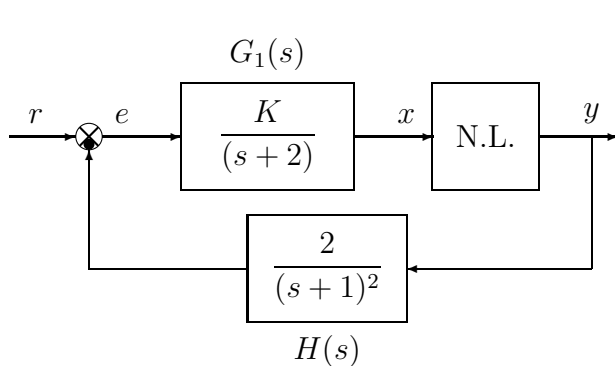 G₁(s)
r e K/(s + 2) x N.L. y
2/(s + 1)²
H(s)